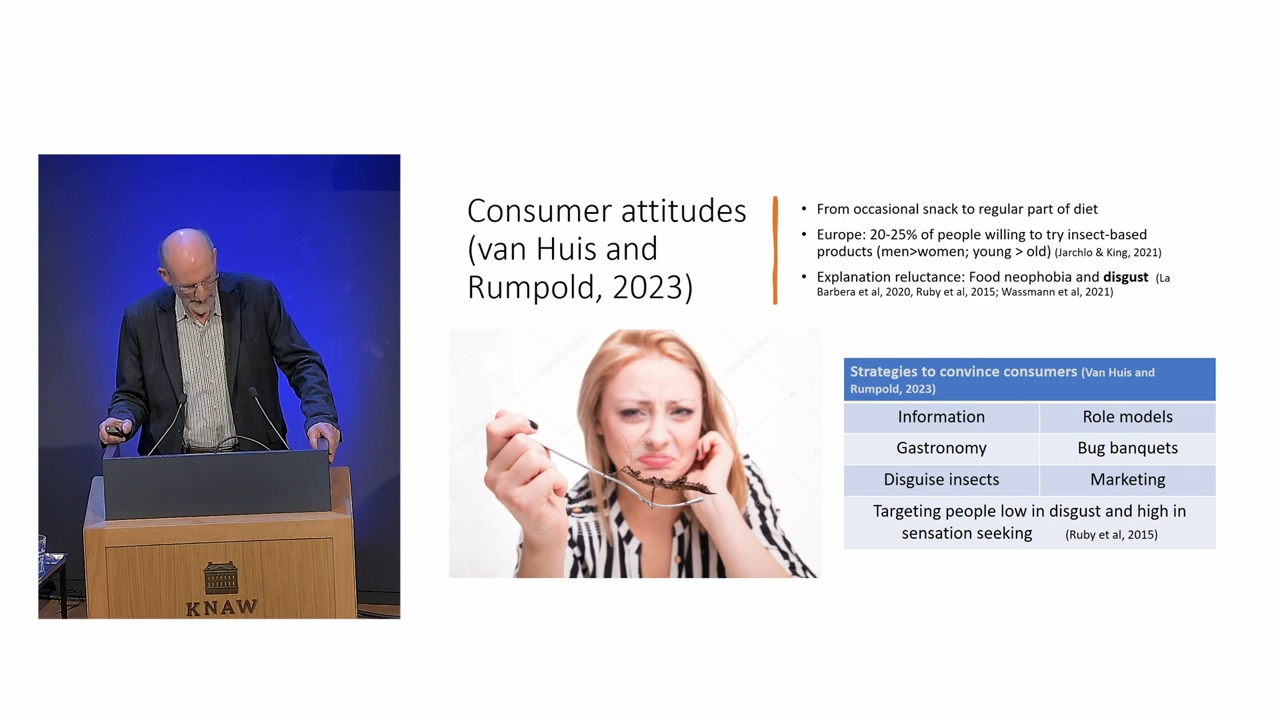 Consumer attitudes
(van Huis and
Rumpold, 2023)
• From occasional snack to regular part of diet
• Europe: 20-25% of people willing to try insect-based
products (men>women; young > old) (Jarchlo & King, 2021)
• Explanation reluctance: Food neophobia and disgust (La
Barbera et al, 2020, Ruby et al, 2015; Wassmann et al, 2021)
Strategies to convince consumers (Van Huis and
Rumpold, 2023)
Information Role models
Gastronomy Bug banquets
Disguise insects Marketing
Targeting people low in disgust and high in
sensation seeking (Ruby et al, 2015)
KNAW